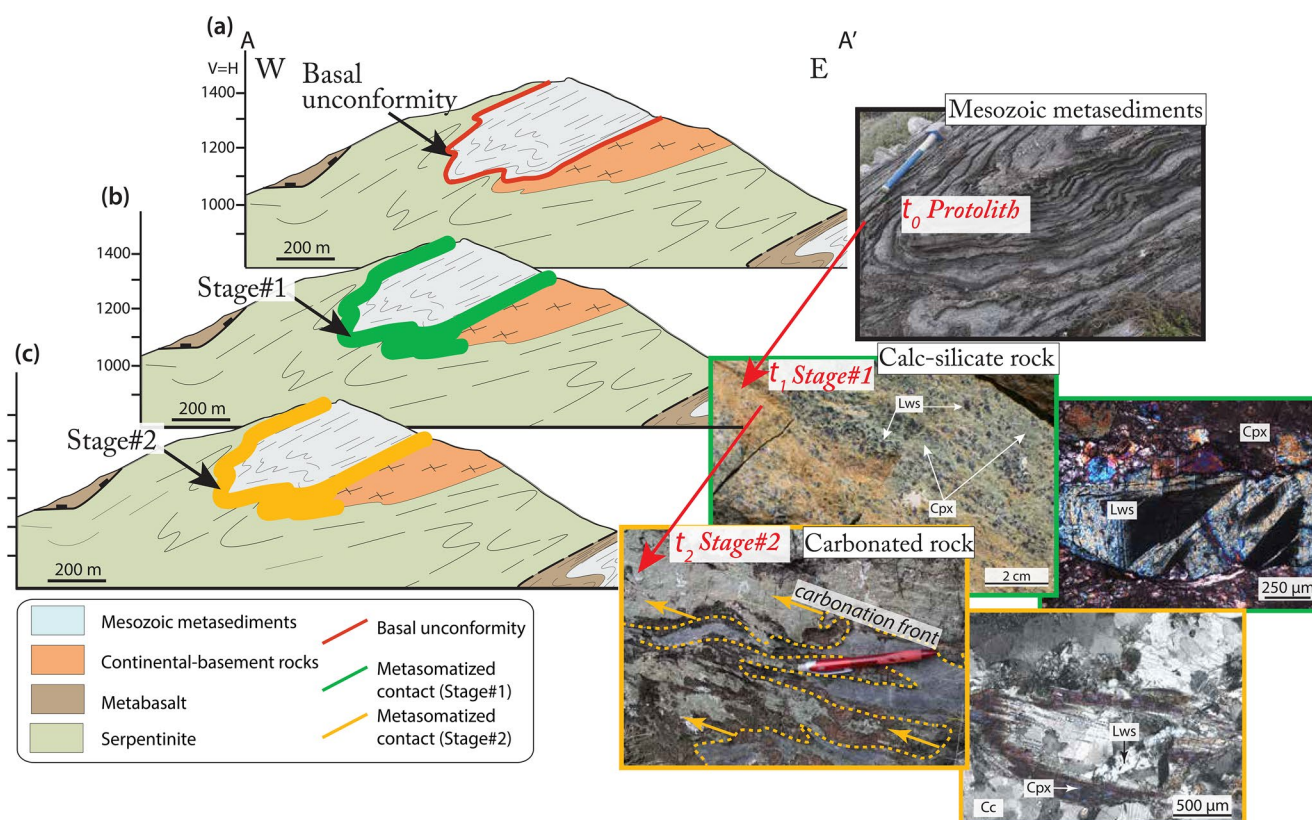 (a)
A
A'
V=H
W
E
Basal
unconformity
1400
1200
1000
200 m
Mesozoic metasediments
t0 Protolith
(b)
1400
1200
1000
Stage#1
200 m
Calc-silicate rock
t1 Stage#1
Lws
Cpx
2 cm
Cpx
Lws
250 µm
(c)
Stage#2
200 m
t2 Stage#2
Carbonated rock
carbonation front
Lws
Cpx
Cc
500 µm
Mesozoic metasediments
Continental-basement rocks
Metabasalt
Serpentinite
Basal unconformity
Metasomatized
contact (Stage#1)
Metasomatized
contact (Stage#2)